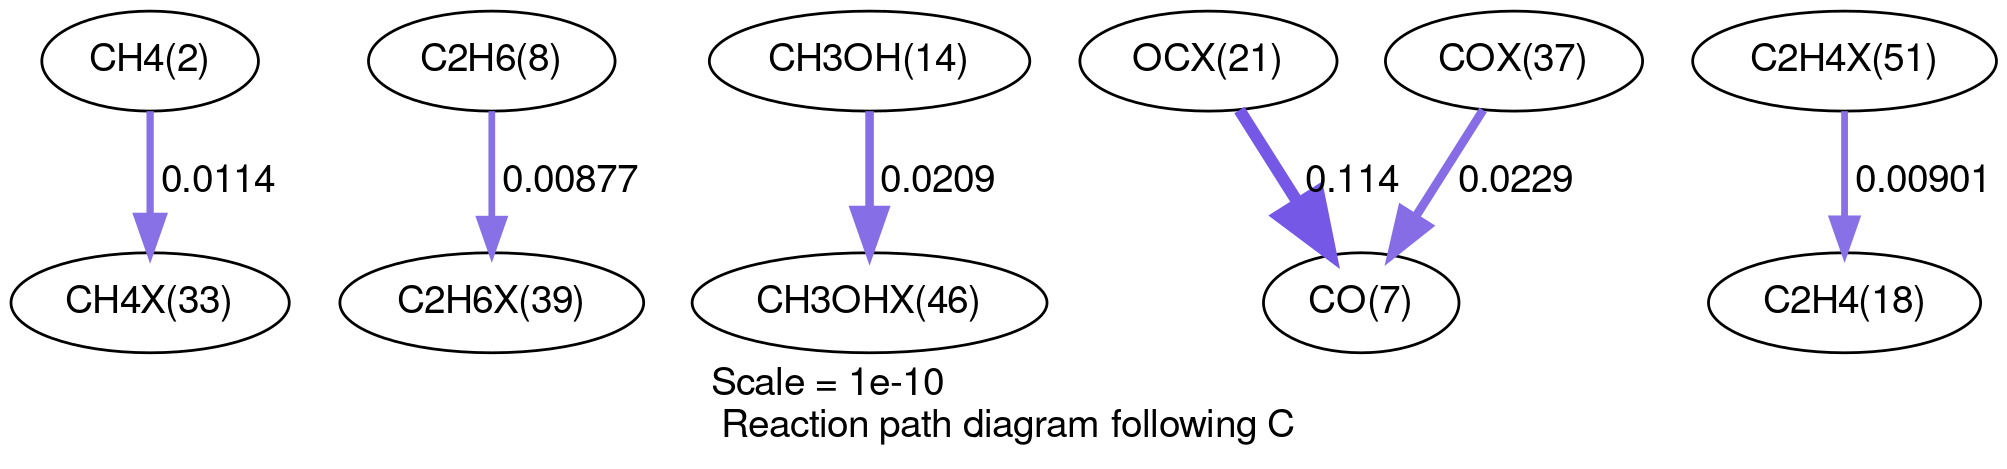 CH4(2) C2H6(8) CH3OH(14) OCX(21) COX(37) C2H4X(51)
0.0114 0.00877 0.0209 0.114 0.0229 0.00901
CH4X(33) C2H6X(39) CH3OHX(46) CO(7) C2H4(18)
Scale = 1e-10
Reaction path diagram following C